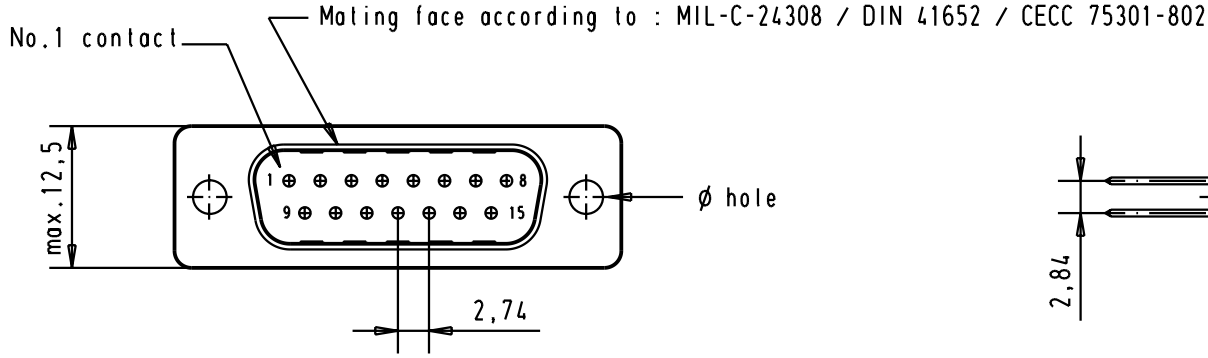 Mating face according to : MIL-C-24308 / DIN 41652 / CECC 75301-802
No.1 contact
max.12,5
1
8
9
15
Ø hole
2,74
2,84